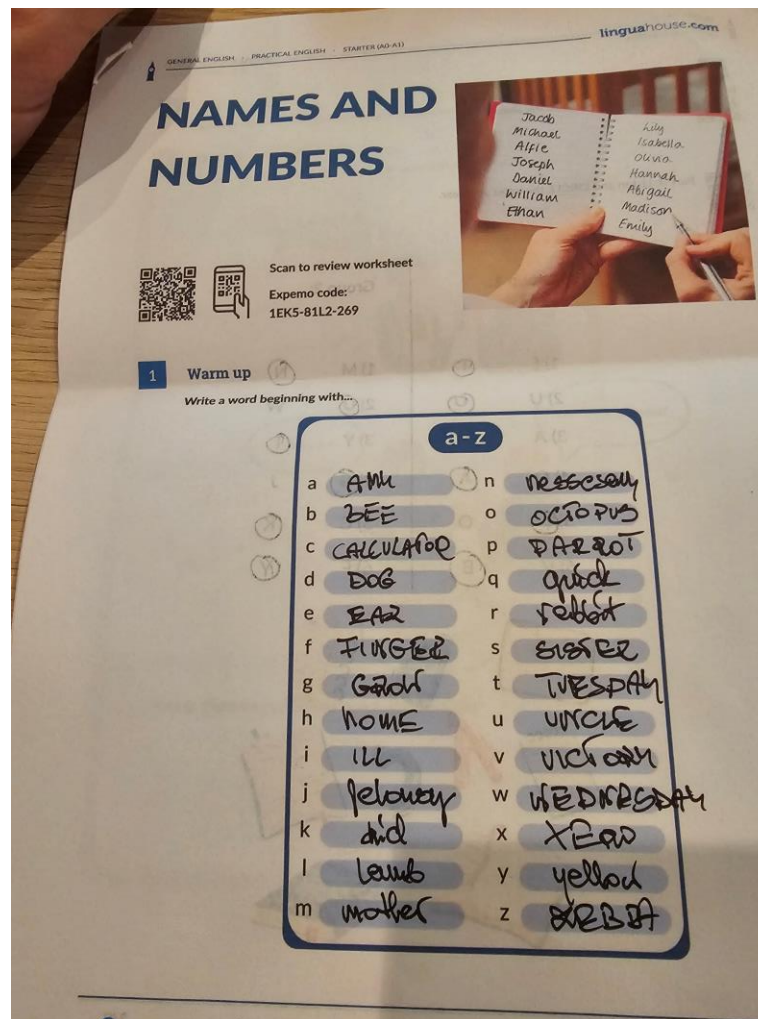 GENERAL ENGLISH · PRACTICAL ENGLISH · STARTER (A0-A1)
linguahouse.com
NAMES AND
NUMBERS
Jacob
Michael
Alfie
Joseph
Daniel
William
Ethan
Lily
Isabella
Olivia
Hannah
Abigail
Madison
Emily
Scan to review worksheet
Expemo code:
1EK5-81L2-269
1 Warm up
Write a word beginning with...
a-z
a
b BEE
c CALCULATOR
d DOG
e EAR
f FINGER
g GROW
h HOME
i ILL
j
k
l Lamb
m mother
n
o OCTOPUS
p PARROT
q quick
r rebbit
s SISTER
t TUESDAY
u UNCLE
v VICTORY
w WEDNESDAY
x
y yellow
z